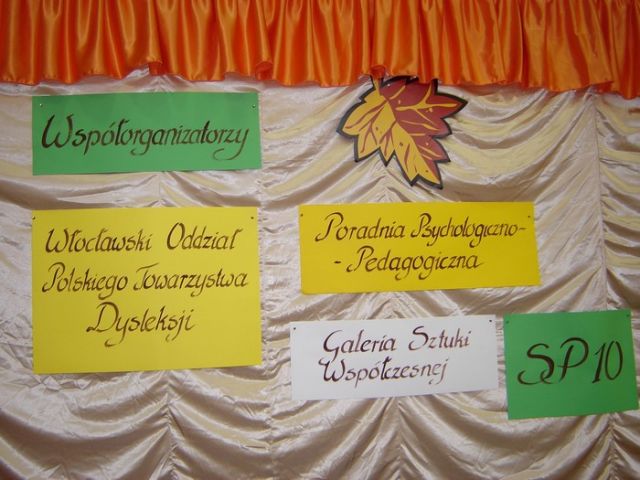 Współorganizatorzy
Włocławski Oddział
Polskiego Towarzystwa
Dysleksji
Poradnia Psychologiczno-
-Pedagogiczna
Galeria Sztuki
Współczesnej
SP 10